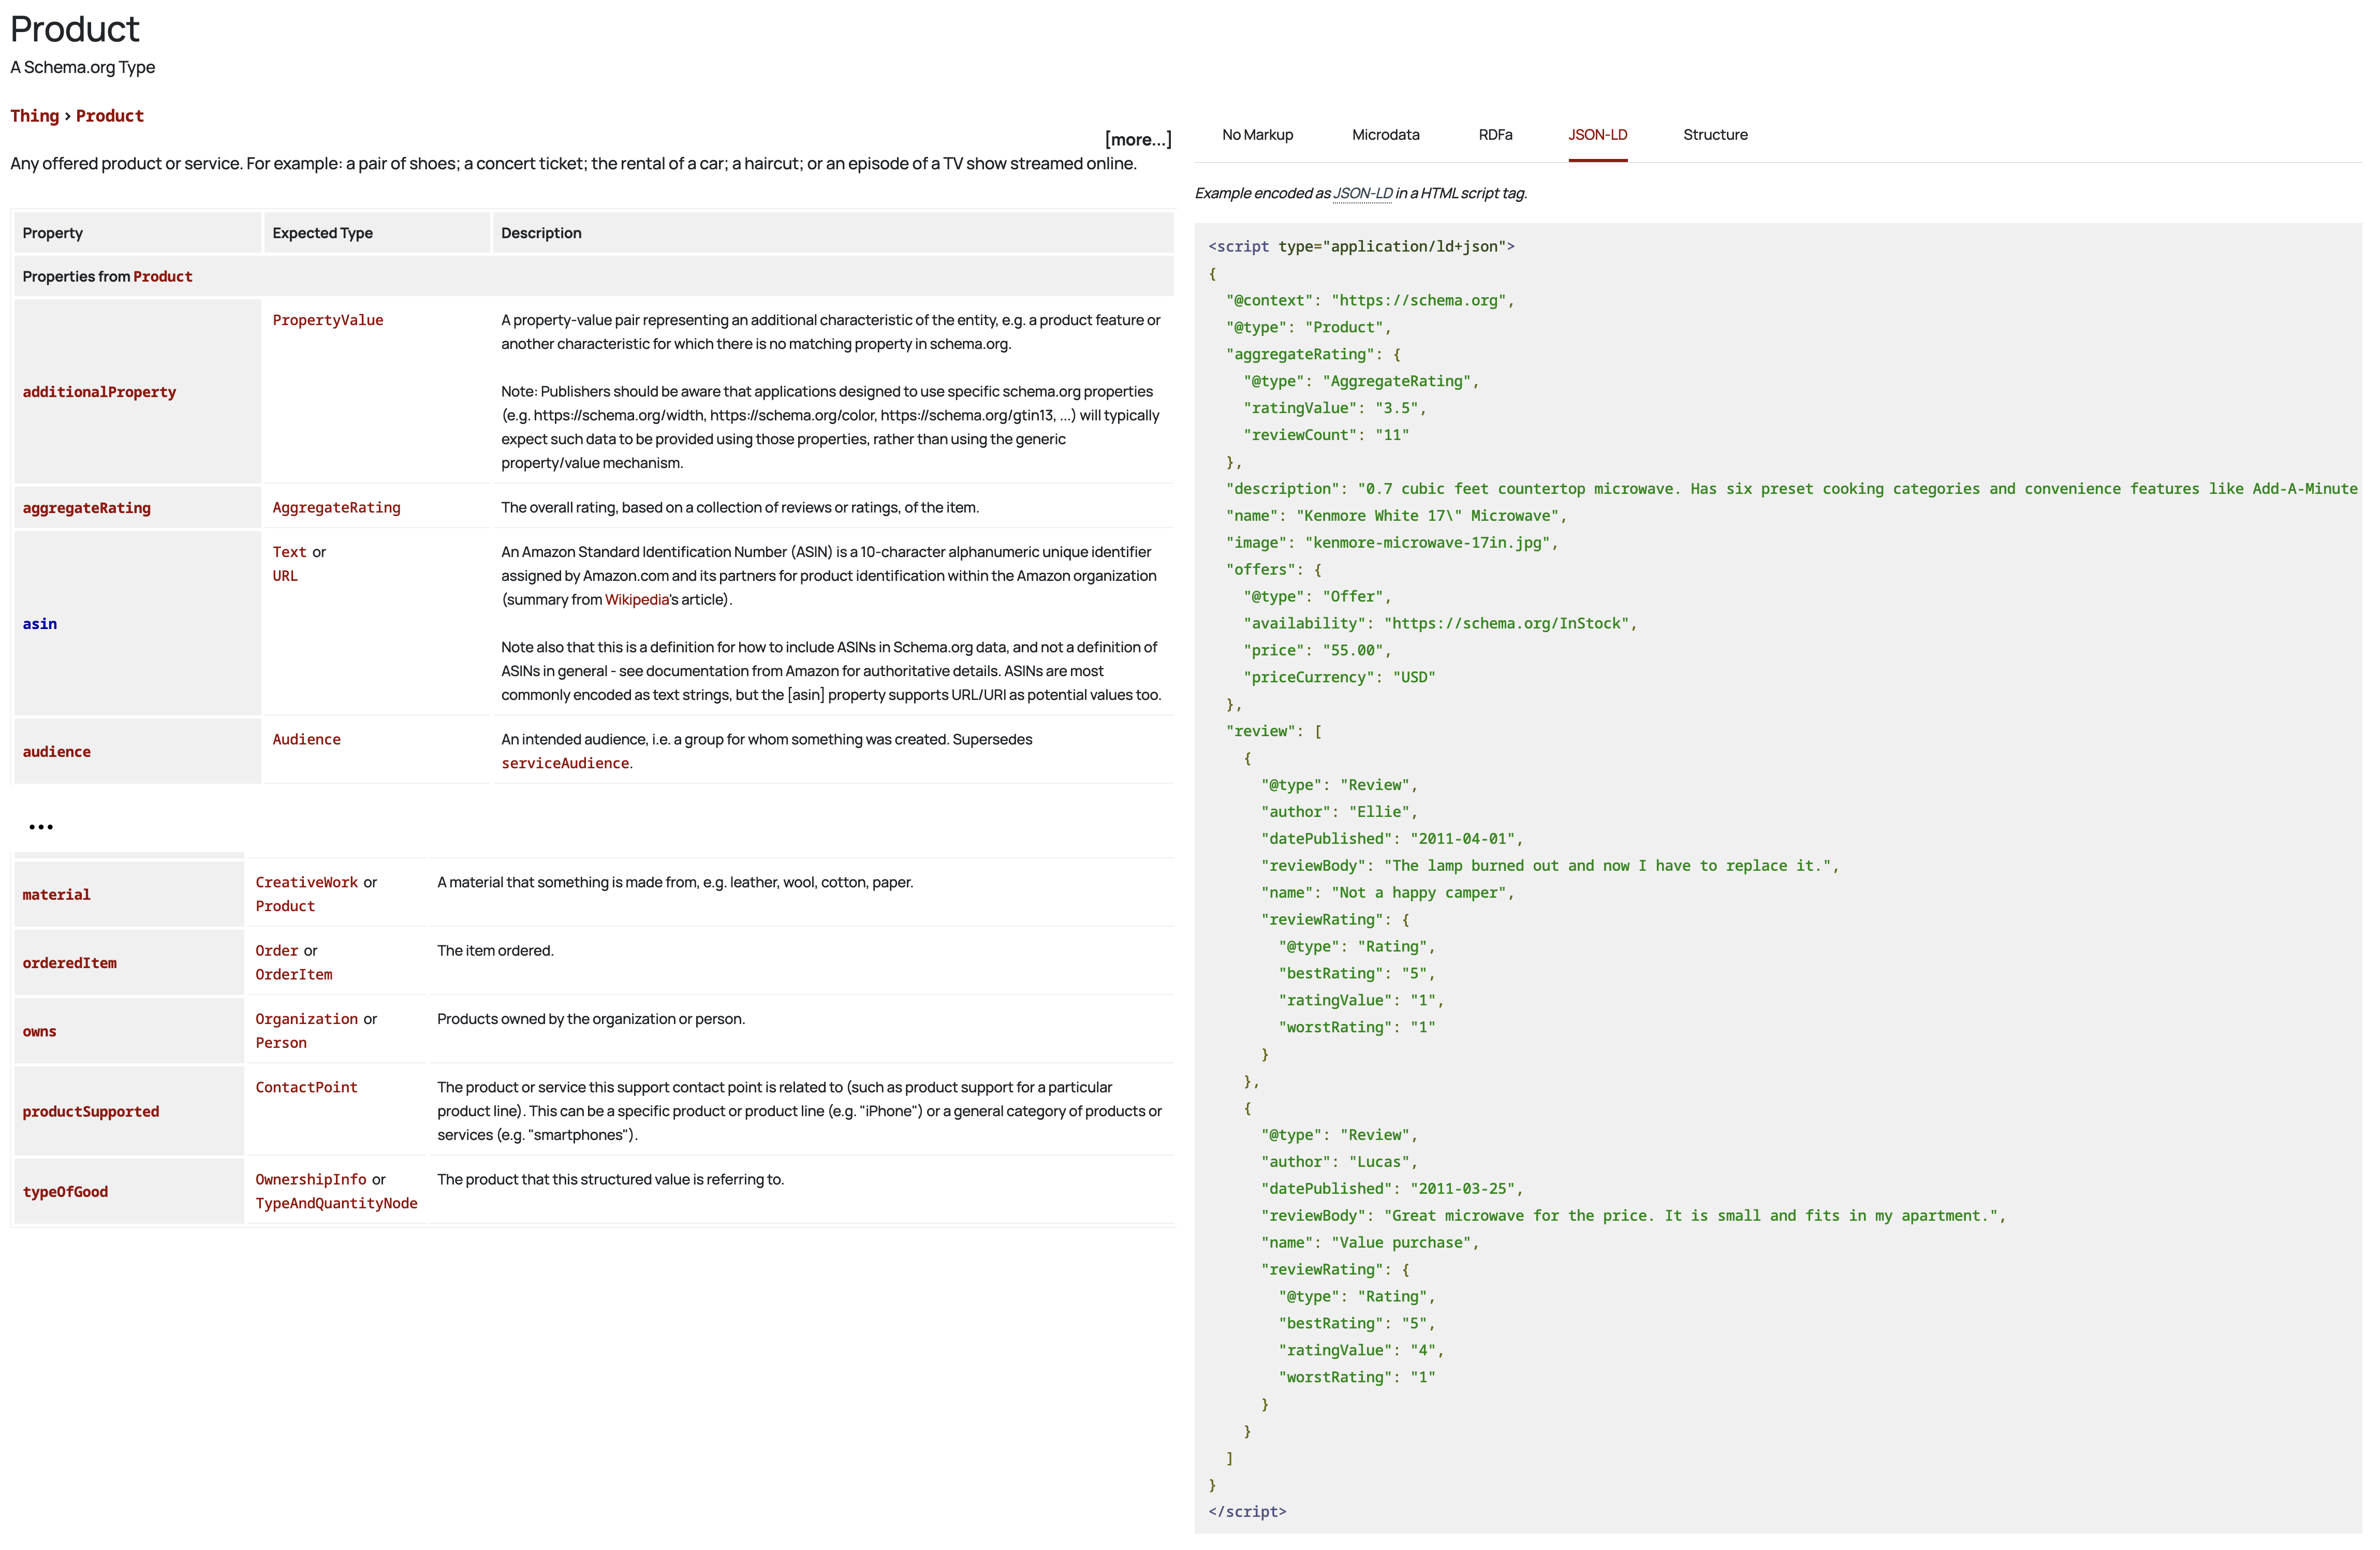 Product
A Schema.org Type
Thing > Product
[more...]
Any offered product or service. For example: a pair of shoes; a concert ticket; the rental of a car; a haircut; or an episode of a TV show streamed online.
Property Expected Type Description
Properties from Product
additionalProperty
PropertyValue
A property-value pair representing an additional characteristic of the entity, e.g. a product feature or
another characteristic for which there is no matching property in schema.org.
Note: Publishers should be aware that applications designed to use specific schema.org properties
(e.g. https://schema.org/width, https://schema.org/color, https://schema.org/gtin13, ...) will typically
expect such data to be provided using those properties, rather than using the generic
property/value mechanism.
aggregateRating
AggregateRating
The overall rating, based on a collection of reviews or ratings, of the item.
asin
Text or
URL
An Amazon Standard Identification Number (ASIN) is a 10-character alphanumeric unique identifier
assigned by Amazon.com and its partners for product identification within the Amazon organization
(summary from Wikipedia's article).
Note also that this is a definition for how to include ASINs in Schema.org data, and not a definition of
ASINs in general - see documentation from Amazon for authoritative details. ASINs are most
commonly encoded as text strings, but the [asin] property supports URL/URI as potential values too.
audience
Audience
An intended audience, i.e. a group for whom something was created. Supersedes
serviceAudience.
...
material
CreativeWork or
Product
A material that something is made from, e.g. leather, wool, cotton, paper.
orderedItem
Order or
OrderItem
The item ordered.
owns
Organization or
Person
Products owned by the organization or person.
productSupported
ContactPoint
The product or service this support contact point is related to (such as product support for a particular
product line). This can be a specific product or product line (e.g. "iPhone") or a general category of products or
services (e.g. "smartphones").
typeOfGood
OwnershipInfo or
TypeAndQuantityNode
The product that this structured value is referring to.
No Markup Microdata RDFa JSON-LD Structure
Example encoded as JSON-LD in a HTML script tag.
<script type="application/ld+json">
{
  "@context": "https://schema.org",
  "@type": "Product",
  "aggregateRating": {
    "@type": "AggregateRating",
    "ratingValue": "3.5",
    "reviewCount": "11"
  },
  "description": "0.7 cubic feet countertop microwave. Has six preset cooking categories and convenience features like Add-A-Minute
  "name": "Kenmore White 17\" Microwave",
  "image": "kenmore-microwave-17in.jpg",
  "offers": {
    "@type": "Offer",
    "availability": "https://schema.org/InStock",
    "price": "55.00",
    "priceCurrency": "USD"
  },
  "review": [
    {
      "@type": "Review",
      "author": "Ellie",
      "datePublished": "2011-04-01",
      "reviewBody": "The lamp burned out and now I have to replace it.",
      "name": "Not a happy camper",
      "reviewRating": {
        "@type": "Rating",
        "bestRating": "5",
        "ratingValue": "1",
        "worstRating": "1"
      }
    },
    {
      "@type": "Review",
      "author": "Lucas",
      "datePublished": "2011-03-25",
      "reviewBody": "Great microwave for the price. It is small and fits in my apartment.",
      "name": "Value purchase",
      "reviewRating": {
        "@type": "Rating",
        "bestRating": "5",
        "ratingValue": "4",
        "worstRating": "1"
      }
    }
  ]
}
</script>